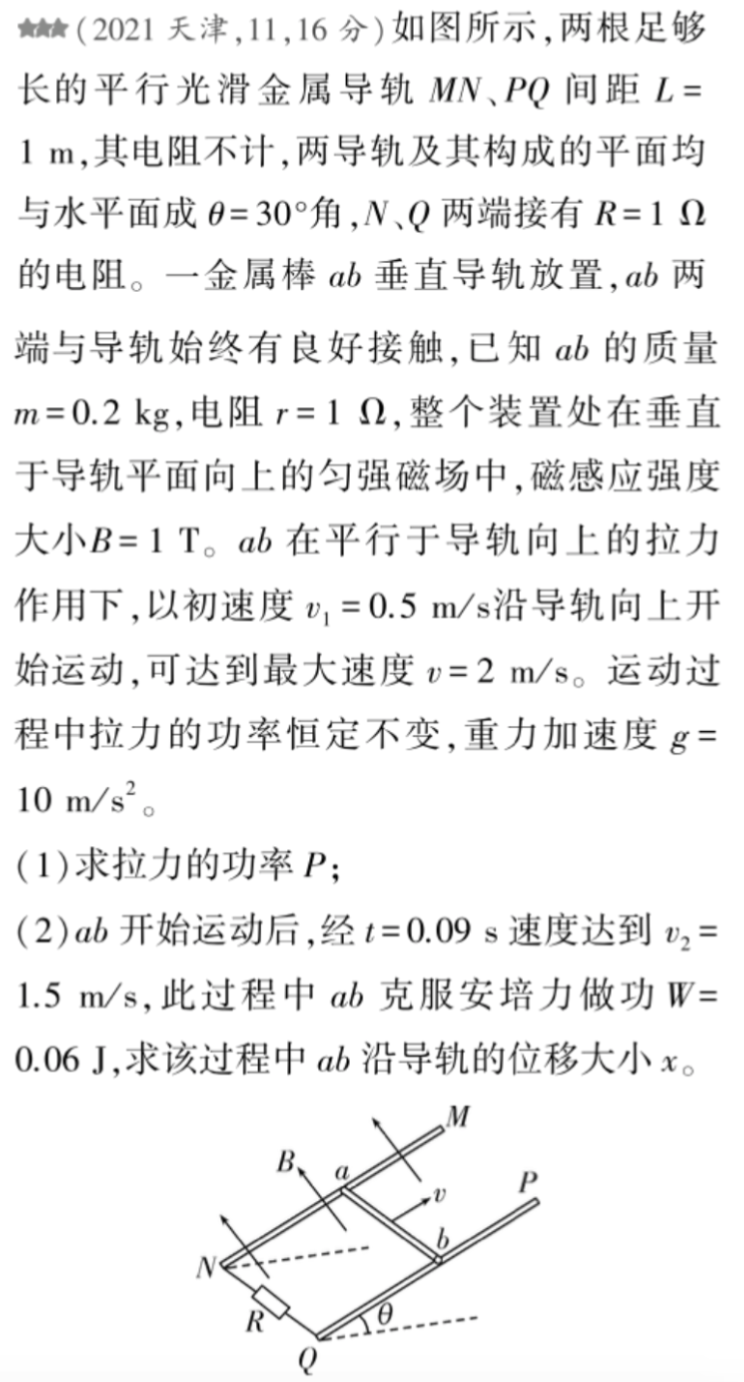 ★★★(2021 天津,11,16 分)如图所示,两根足够
长的平行光滑金属导轨 MN、PQ 间距 L=
1 m,其电阻不计,两导轨及其构成的平面均
与水平面成 θ=30°角,N、Q 两端接有 R=1 Ω
的电阻。一金属棒 ab 垂直导轨放置,ab 两
端与导轨始终有良好接触,已知 ab 的质量
m=0.2 kg,电阻 r=1 Ω,整个装置处在垂直
于导轨平面向上的匀强磁场中,磁感应强度
大小B=1 T。ab 在平行于导轨向上的拉力
作用下,以初速度 v₁=0.5 m/s沿导轨向上开
始运动,可达到最大速度 v=2 m/s。运动过
程中拉力的功率恒定不变,重力加速度 g=
10 m/s²。
(1)求拉力的功率 P;
(2)ab 开始运动后,经 t=0.09 s 速度达到 v₂=
1.5 m/s,此过程中 ab 克服安培力做功 W=
0.06 J,求该过程中 ab 沿导轨的位移大小 x。
M
B
a
P
v
b
N
R
θ
Q